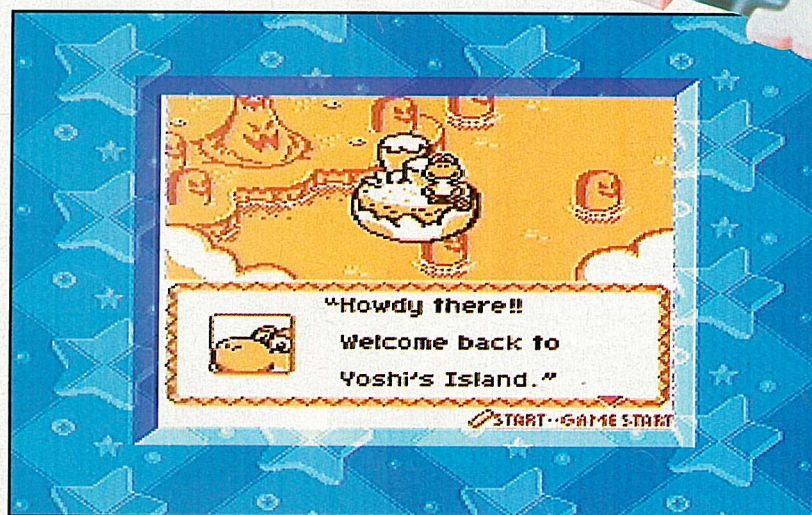 "Howdy there!!
Welcome back to
Yoshi's Island."
START··GAME START